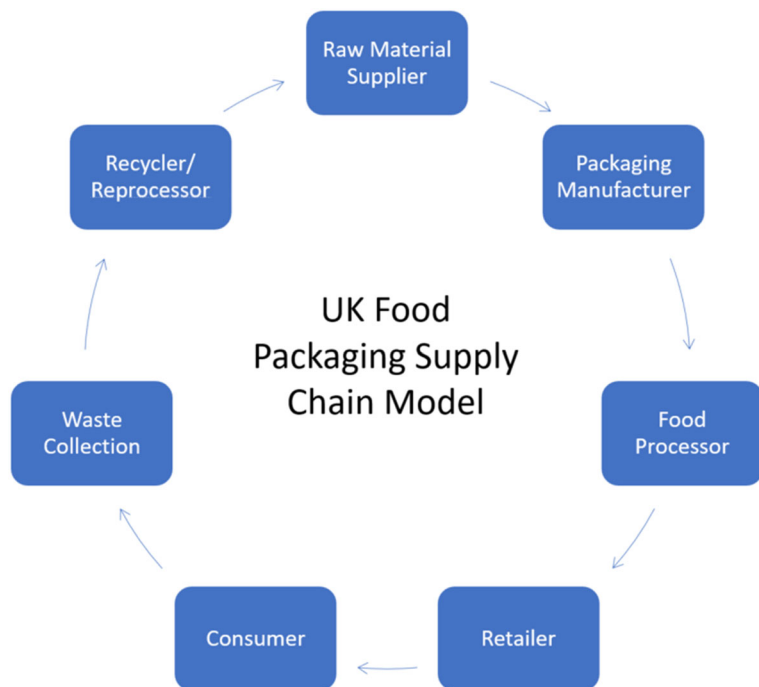 Raw Material
Supplier
Packaging
Manufacturer
Food
Processor
Retailer
Consumer
Waste
Collection
Recycler/
Reprocessor
UK Food
Packaging Supply
Chain Model